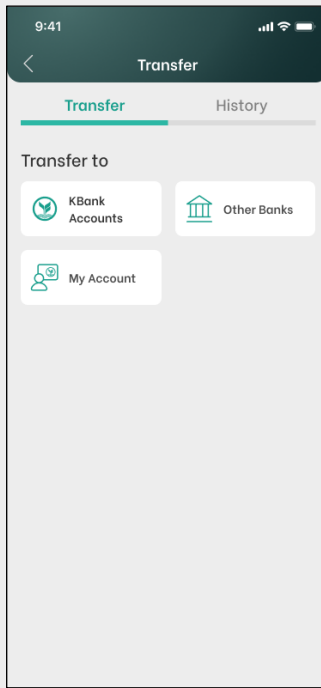 9:41
Transfer
Transfer History
Transfer to
KBank
Accounts
Other Banks
My Account